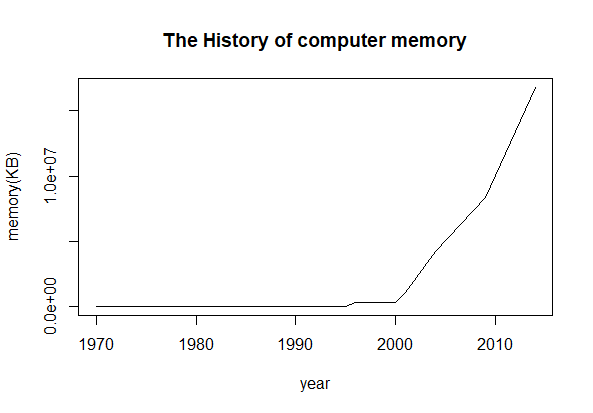 The History of computer memory
memory(KB)
1.0e+07
0.0e+00
1970 1980 1990 2000 2010
year